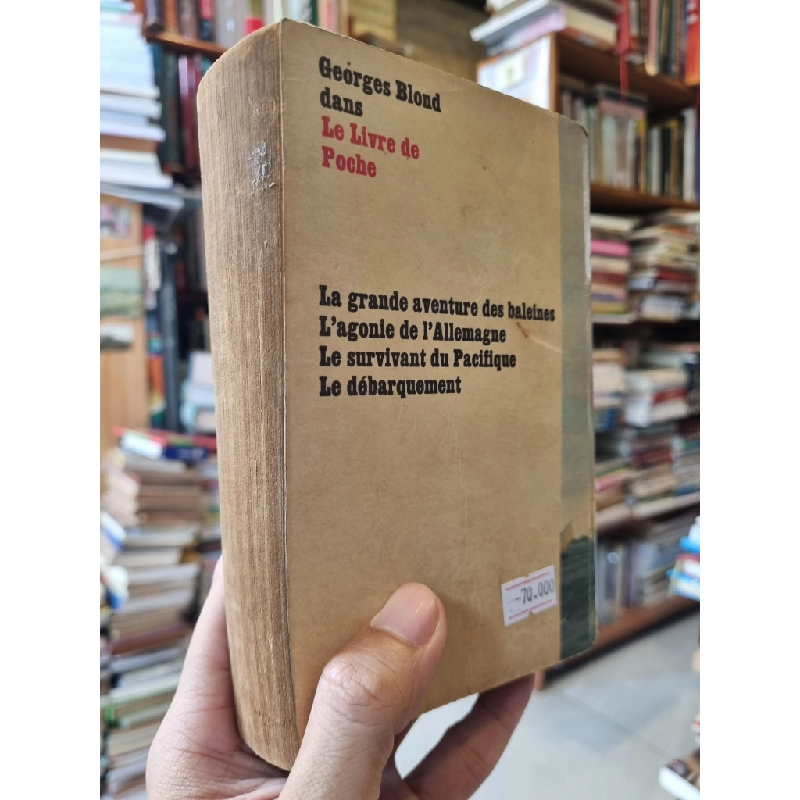 Georges Blond
dans
Le Livre de
Poche
La grande aventure des baleines
L'agonie de l'Allemagne
Le survivant du Pacifique
Le débarquement
-70.000